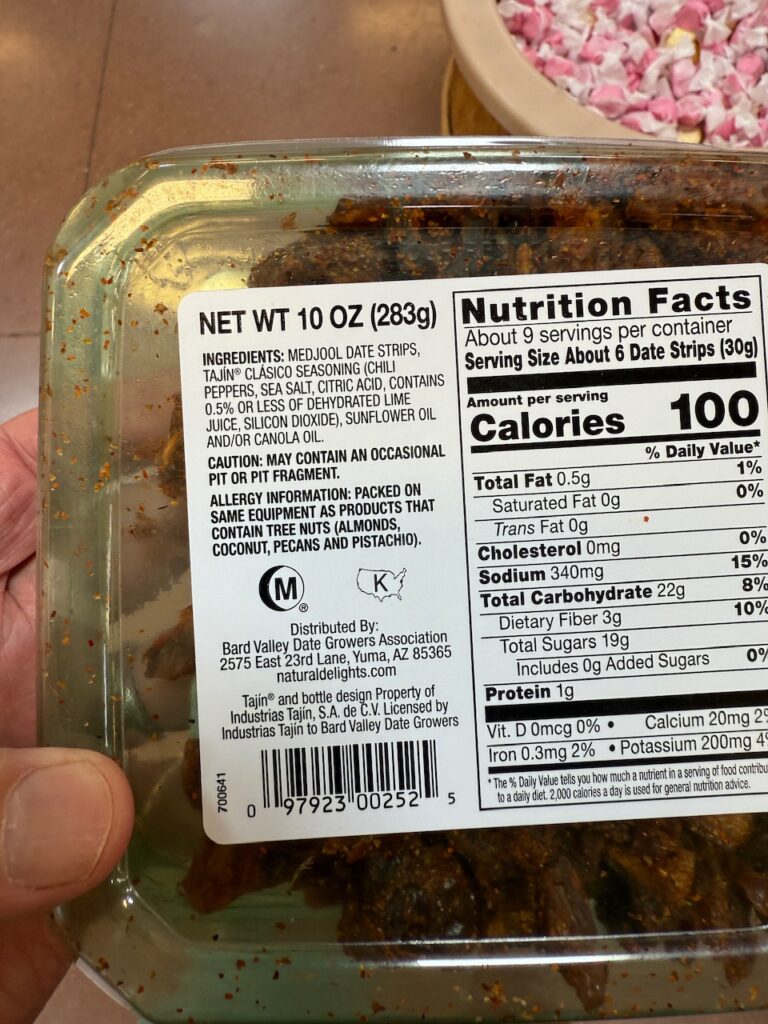 NET WT 10 OZ (283g)
INGREDIENTS: MEDJOOL DATE STRIPS,
TAJÍN® CLÁSICO SEASONING (CHILI
PEPPERS, SEA SALT, CITRIC ACID, CONTAINS
0.5% OR LESS OF DEHYDRATED LIME
JUICE, SILICON DIOXIDE), SUNFLOWER OIL
AND/OR CANOLA OIL.
CAUTION: MAY CONTAIN AN OCCASIONAL
PIT OR PIT FRAGMENT.
ALLERGY INFORMATION: PACKED ON
SAME EQUIPMENT AS PRODUCTS THAT
CONTAIN TREE NUTS (ALMONDS,
COCONUT, PECANS AND PISTACHIO).
M® K
Distributed By:
Bard Valley Date Growers Association
2575 East 23rd Lane, Yuma, AZ 85365
naturaldelights.com
Tajín® and bottle design Property of
Industrias Tajín, S.A. de C.V. Licensed by
Industrias Tajín to Bard Valley Date Growers
700641
0 97923 00252 5
Nutrition Facts
About 9 servings per container
Serving Size About 6 Date Strips (30g)
Amount per serving
Calories 100
% Daily Value*
Total Fat 0.5g 1%
Saturated Fat 0g 0%
Trans Fat 0g
Cholesterol 0mg 0%
Sodium 340mg 15%
Total Carbohydrate 22g 8%
Dietary Fiber 3g 10%
Total Sugars 19g
Includes 0g Added Sugars 0%
Protein 1g
Vit. D 0mcg 0% • Calcium 20mg 2%
Iron 0.3mg 2% • Potassium 200mg 4%
* The % Daily Value tells you how much a nutrient in a serving of food contribu
to a daily diet. 2,000 calories a day is used for general nutrition advice.